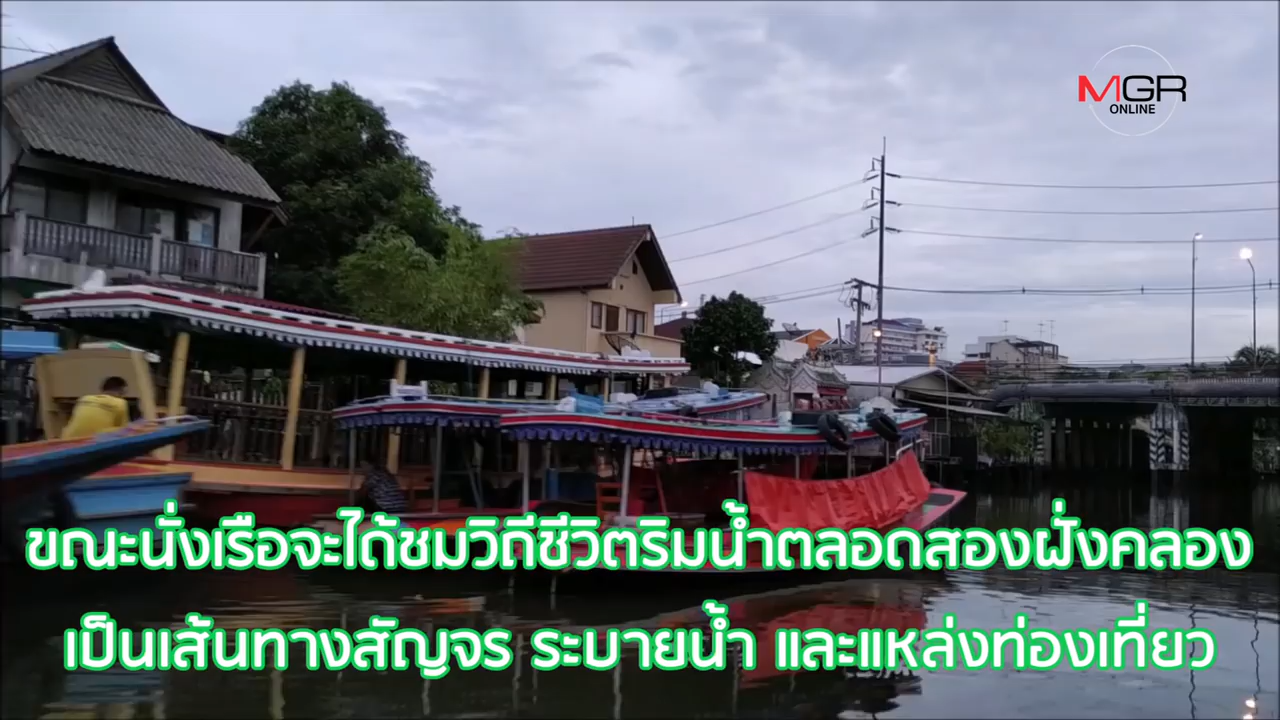 MGR
ONLINE
ขณะนั่งเรือจะได้ชมวิถีชีวิตริมน้ำตลอดสองฝั่งคลอง
เป็นเส้นทางสัญจร ระบายน้ำ และแหล่งท่องเที่ยว